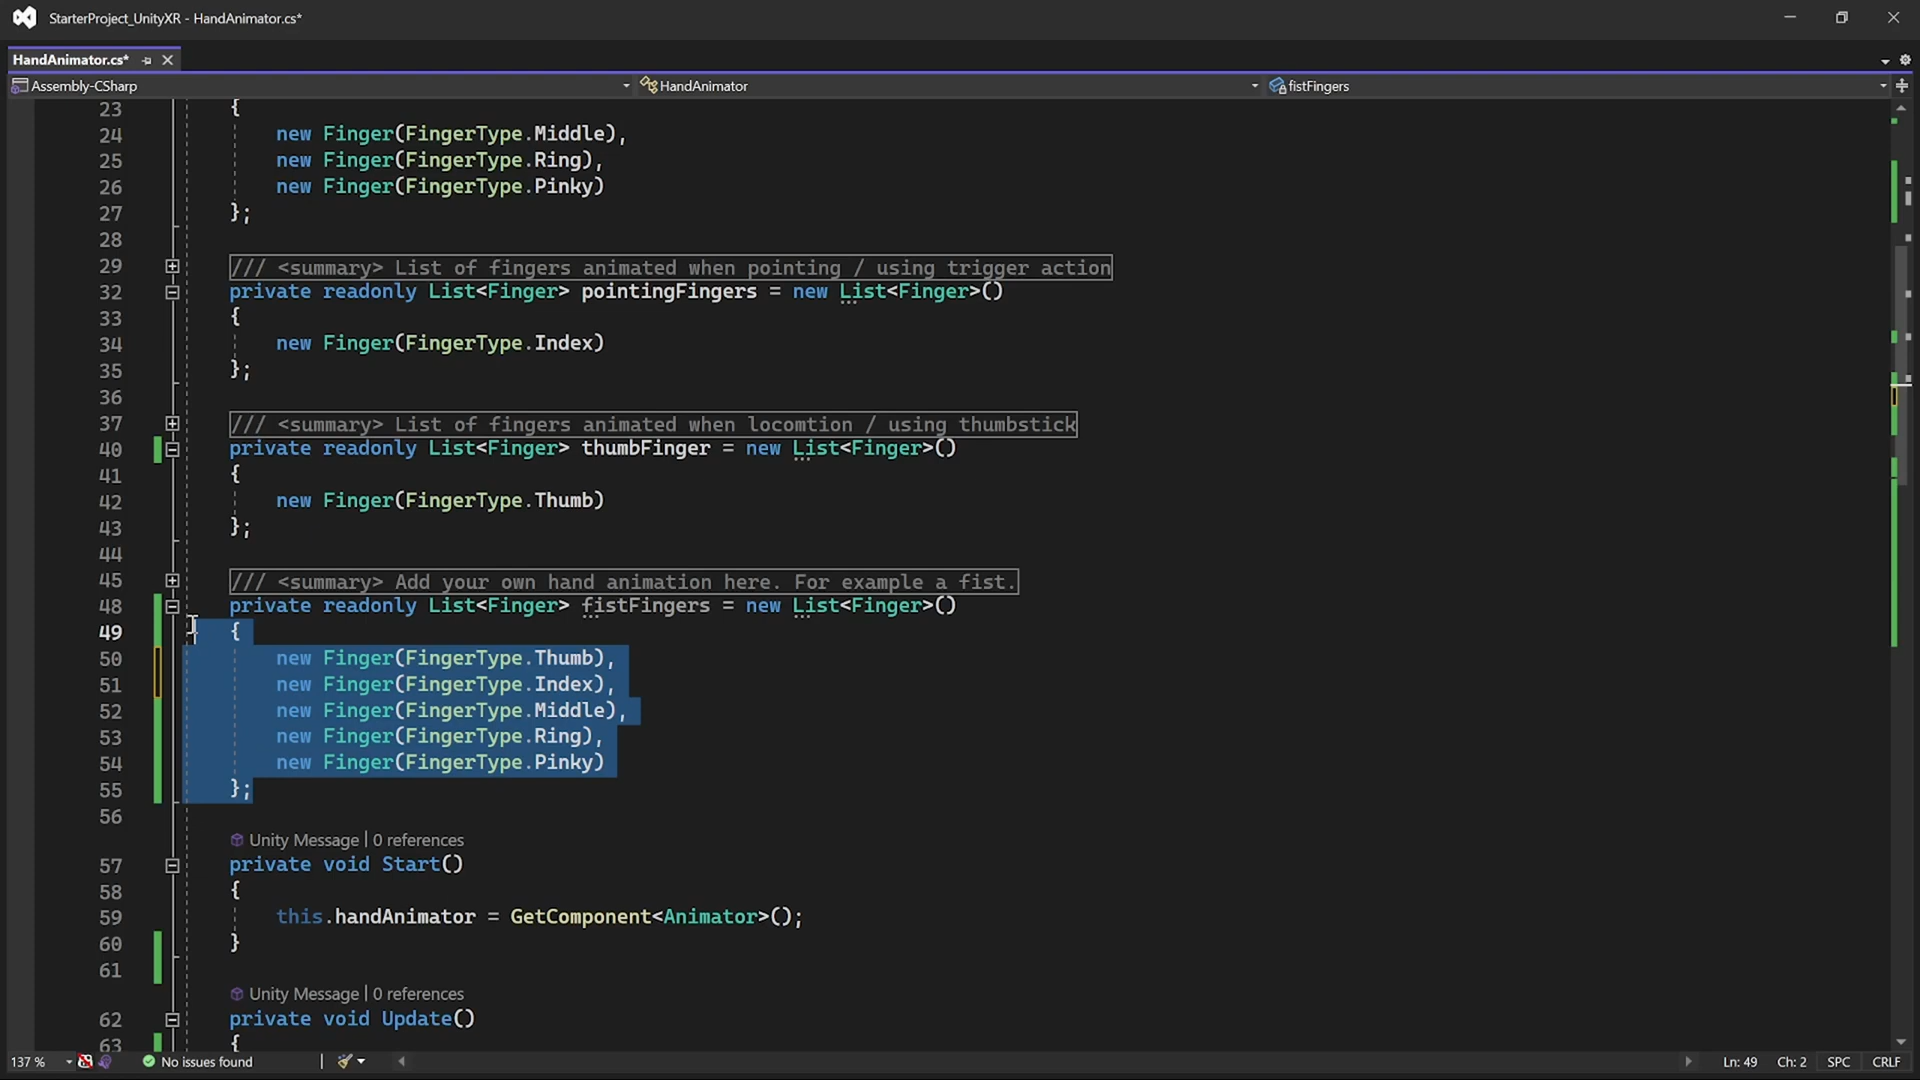 StarterProject_UnityXR - HandAnimator.cs*
HandAnimator.cs*
Assembly-CSharp
HandAnimator
fistFingers
23 {
24 new Finger(FingerType.Middle),
25 new Finger(FingerType.Ring),
26 new Finger(FingerType.Pinky)
27 };
28
29 /// <summary> List of fingers animated when pointing / using trigger action
32 private readonly List<Finger> pointingFingers = new List<Finger>()
33 {
34 new Finger(FingerType.Index)
35 };
36
37 /// <summary> List of fingers animated when locomtion / using thumbstick
40 private readonly List<Finger> thumbFinger = new List<Finger>()
41 {
42 new Finger(FingerType.Thumb)
43 };
44
45 /// <summary> Add your own hand animation here. For example a fist.
48 private readonly List<Finger> fistFingers = new List<Finger>()
49 {
50 new Finger(FingerType.Thumb),
51 new Finger(FingerType.Index),
52 new Finger(FingerType.Middle),
53 new Finger(FingerType.Ring),
54 new Finger(FingerType.Pinky)
55 };
56
Unity Message | 0 references
57 private void Start()
58 {
59 this.handAnimator = GetComponent<Animator>();
60 }
61
Unity Message | 0 references
62 private void Update()
63 {
137 % No issues found Ln: 49 Ch: 2 SPC CRLF